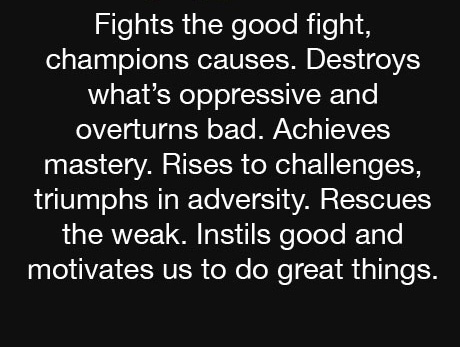 Fights the good fight,
champions causes. Destroys
what’s oppressive and
overturns bad. Achieves
mastery. Rises to challenges,
triumphs in adversity. Rescues
the weak. Instils good and
motivates us to do great things.